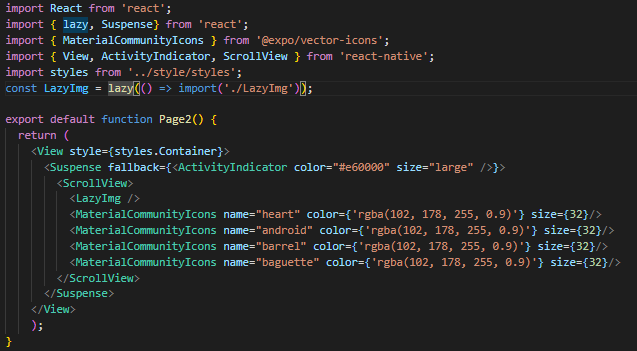 import React from 'react';
import { lazy, Suspense} from 'react';
import { MaterialCommunityIcons } from '@expo/vector-icons';
import { View, ActivityIndicator, ScrollView } from 'react-native';
import styles from '../style/styles';
const LazyImg = lazy(() => import('./LazyImg'));

export default function Page2() {
  return (
    <View style={styles.Container}>
      <Suspense fallback={<ActivityIndicator color="#e60000" size="large" />}>
        <ScrollView>
          <LazyImg />
          <MaterialCommunityIcons name="heart" color={'rgba(102, 178, 255, 0.9)'} size={32}/>
          <MaterialCommunityIcons name="android" color={'rgba(102, 178, 255, 0.9)'} size={32}/>
          <MaterialCommunityIcons name="barrel" color={'rgba(102, 178, 255, 0.9)'} size={32}/>
          <MaterialCommunityIcons name="baguette" color={'rgba(102, 178, 255, 0.9)'} size={32}/>
        </ScrollView>
      </Suspense>
    </View>
    );
}